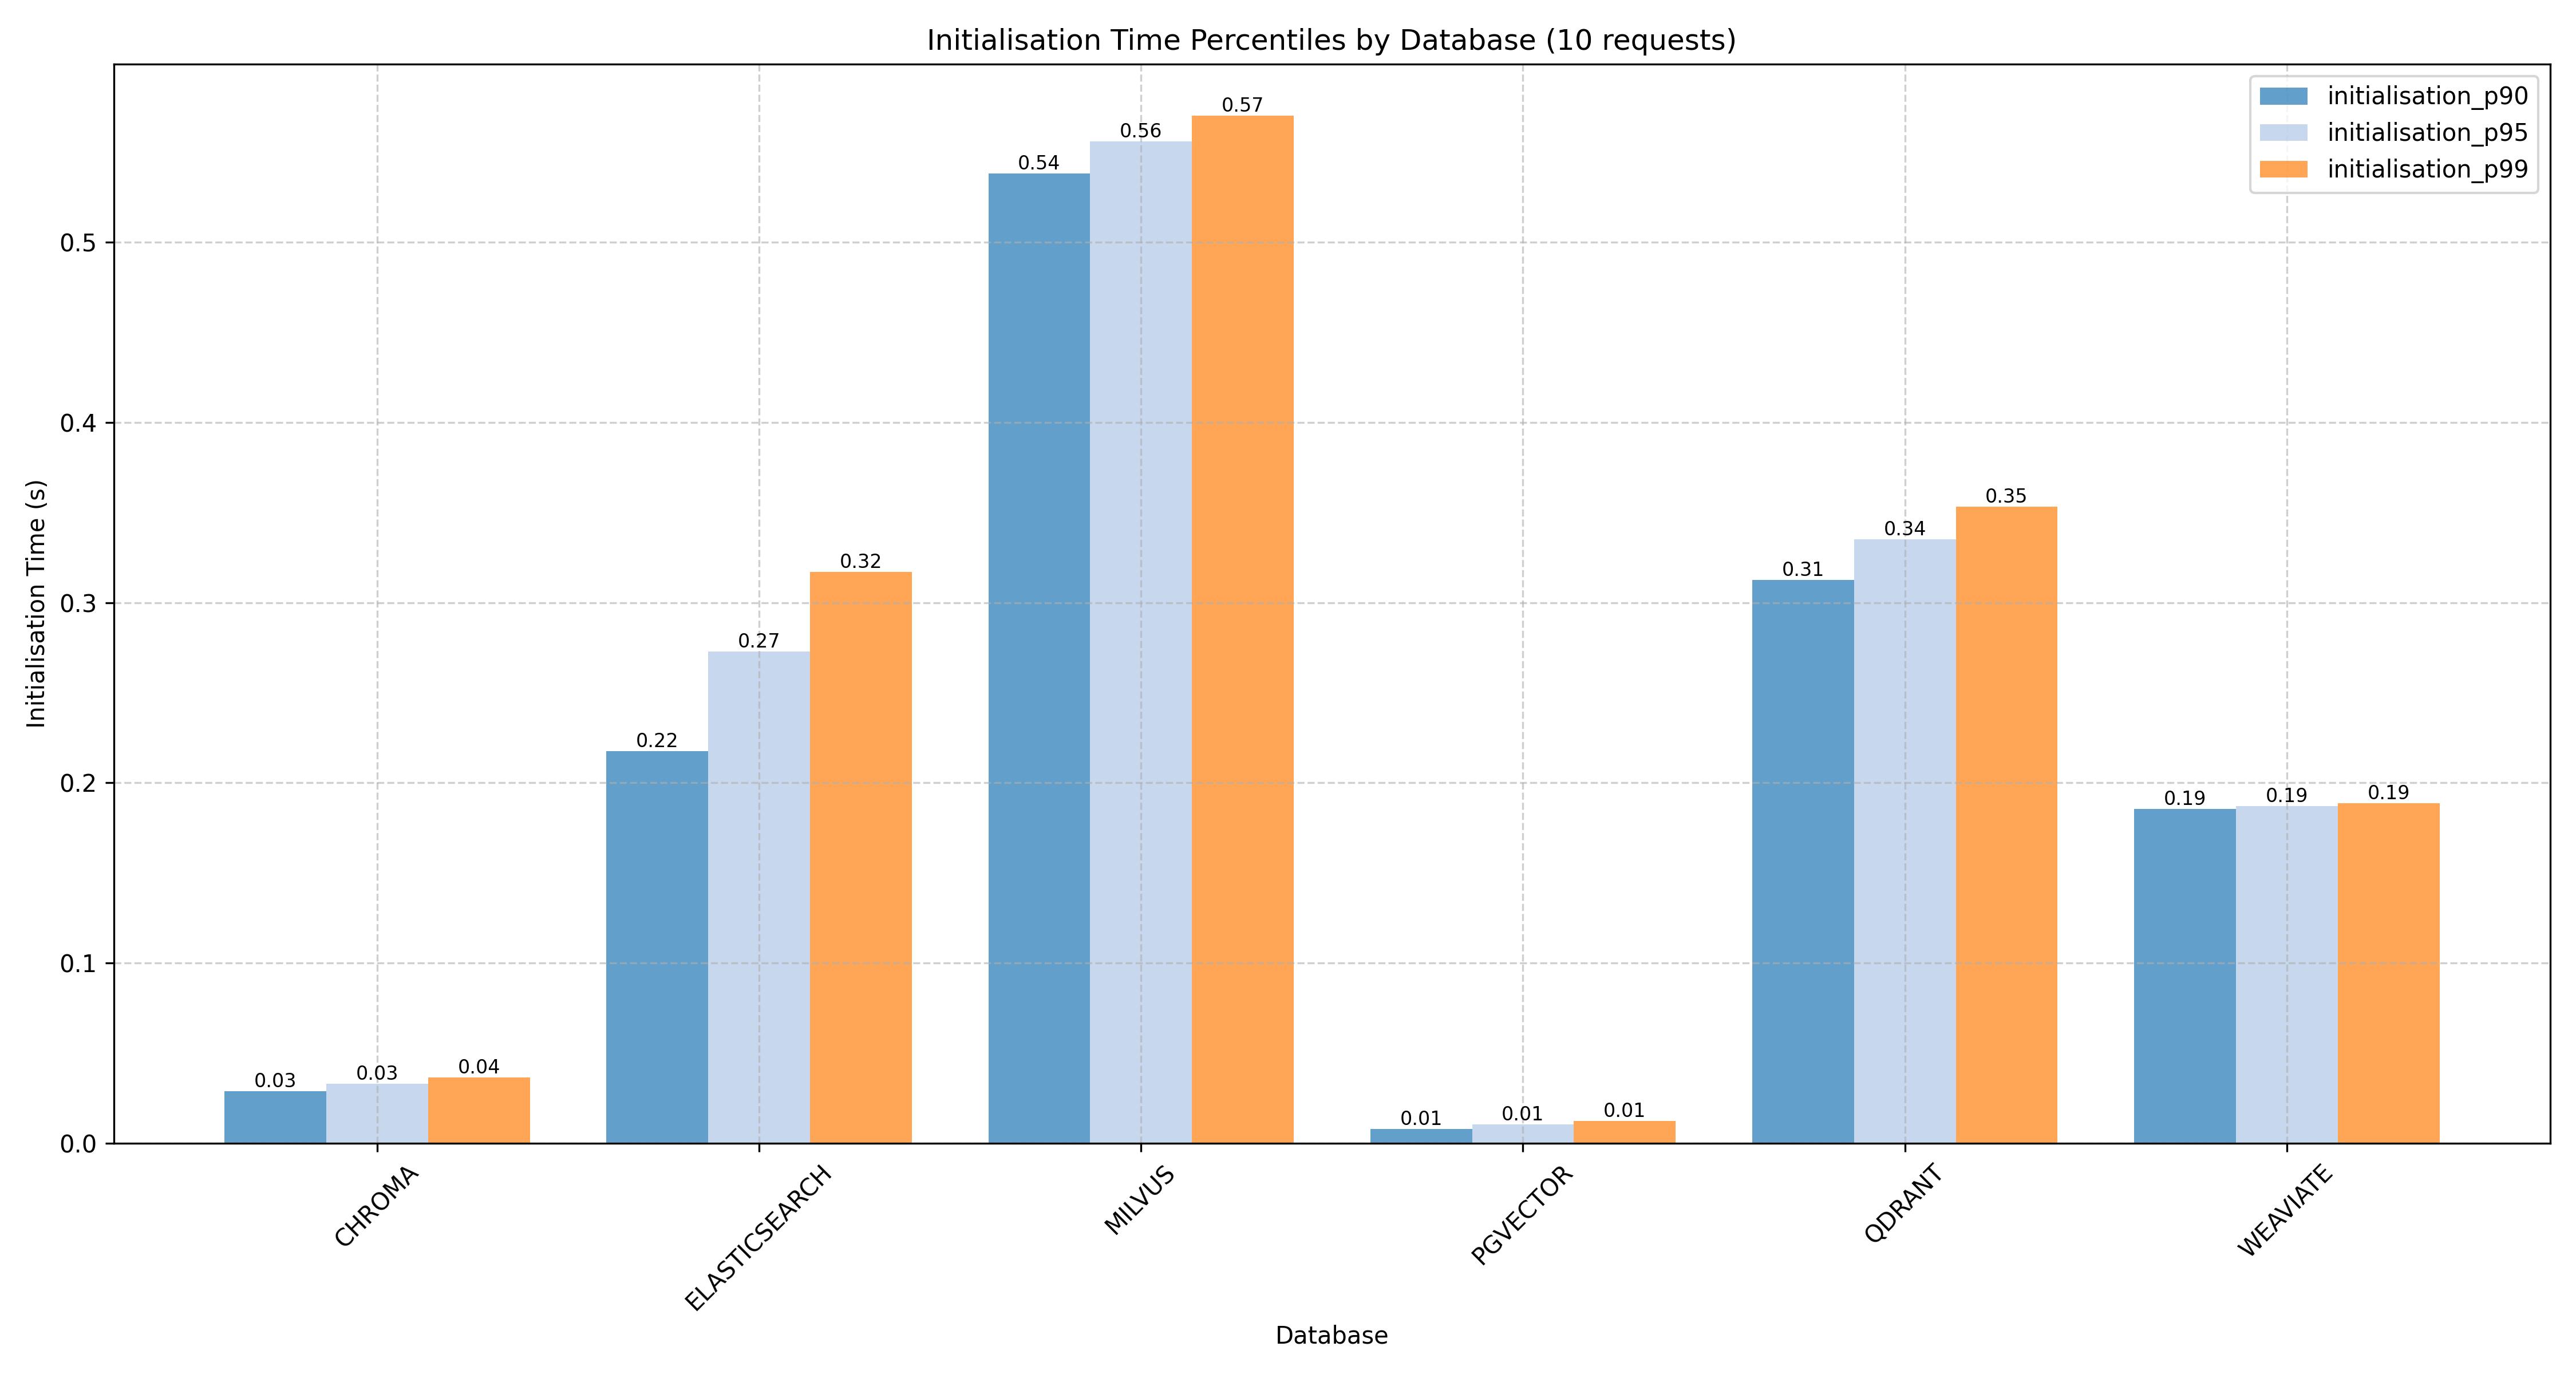 Initialisation Time Percentiles by Database (10 requests)
initialisation_p90
initialisation_p95
initialisation_p99
Initialisation Time (s)
0.5
0.4
0.3
0.2
0.1
0.0
0.03
0.03
0.04
0.22
0.27
0.32
0.54
0.56
0.57
0.01
0.01
0.01
0.31
0.34
0.35
0.19
0.19
0.19
CHROMA
ELASTICSEARCH
MILVUS
PGVECTOR
QDRANT
WEAVIATE
Database